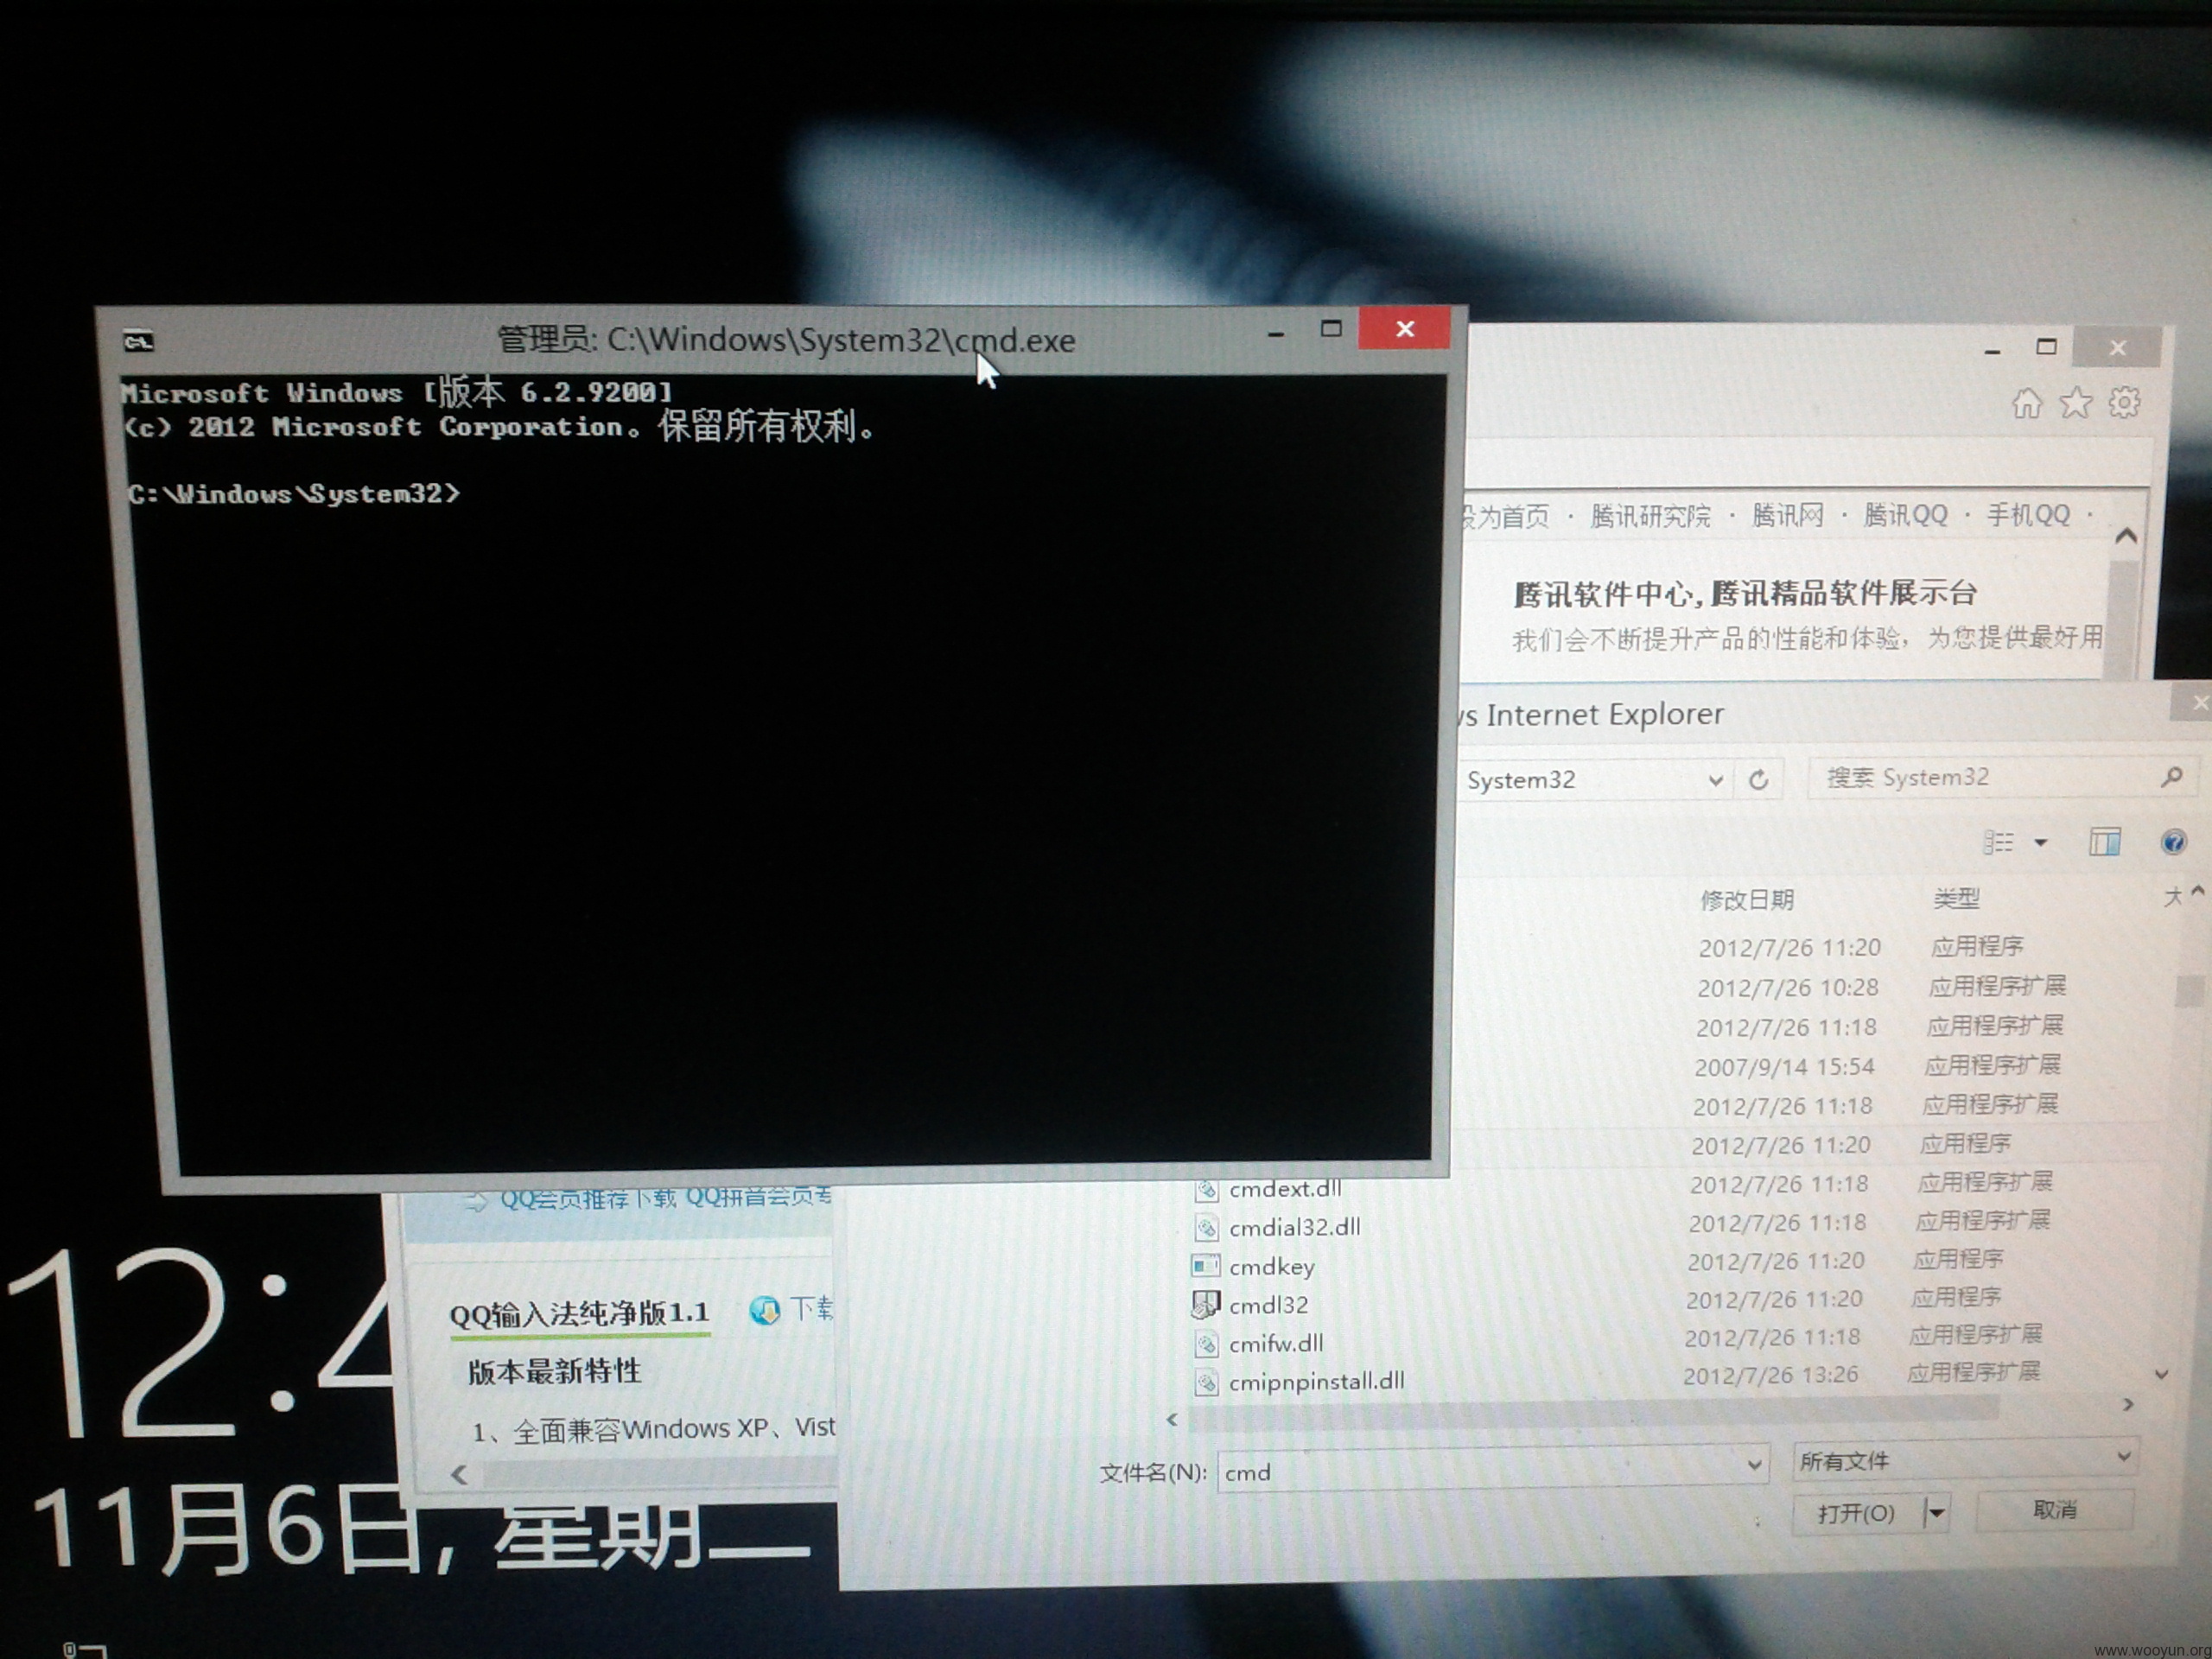 管理员: C:\Windows\System32\cmd.exe
Microsoft Windows [版本 6.2.9200]
(c) 2012 Microsoft Corporation。保留所有权利。
C:\Windows\System32>
设为首页 · 腾讯研究院 · 腾讯网 · 腾讯QQ · 手机QQ ·
腾讯软件中心,腾讯精品软件展示台
我们会不断提升产品的性能和体验，为您提供最好用
Internet Explorer
System32
搜索 System32
修改日期 类型 大
2012/7/26 11:20 应用程序
2012/7/26 10:28 应用程序扩展
2012/7/26 11:18 应用程序扩展
2007/9/14 15:54 应用程序扩展
2012/7/26 11:18 应用程序扩展
2012/7/26 11:20 应用程序
cmdext.dll 2012/7/26 11:18 应用程序扩展
cmdial32.dll 2012/7/26 11:18 应用程序扩展
cmdkey 2012/7/26 11:20 应用程序
cmdl32 2012/7/26 11:20 应用程序
cmifw.dll 2012/7/26 11:18 应用程序扩展
cmipnpinstall.dll 2012/7/26 13:26 应用程序扩展
文件名(N): cmd
所有文件
打开(O) 取消
QQ会员推荐下载 QQ拼音会员专
QQ输入法纯净版1.1 下载
版本最新特性
1、全面兼容Windows XP、Vist
12:4
11月6日, 星期二
www.wooyun.org